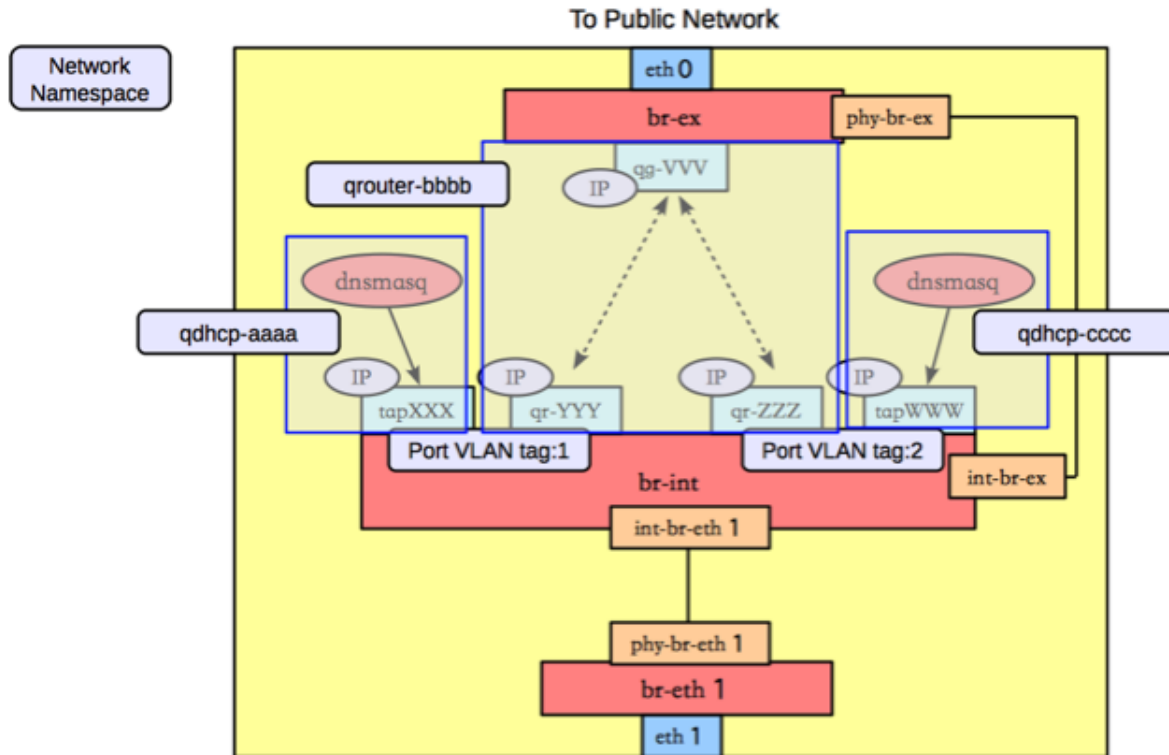 To Public Network
Network
Namespace
eth 0
br-ex
phy-br-ex
qg-VVV
IP
qrouter-bbbb
dnsmasq
dnsmasq
qdhcp-aaaa
qdhcp-cccc
IP
IP
IP
IP
tapXXX
qr-YYY
qr-ZZZ
tapWWW
Port VLAN tag:1
Port VLAN tag:2
br-int
int-br-ex
int-br-eth 1
phy-br-eth 1
br-eth 1
eth 1